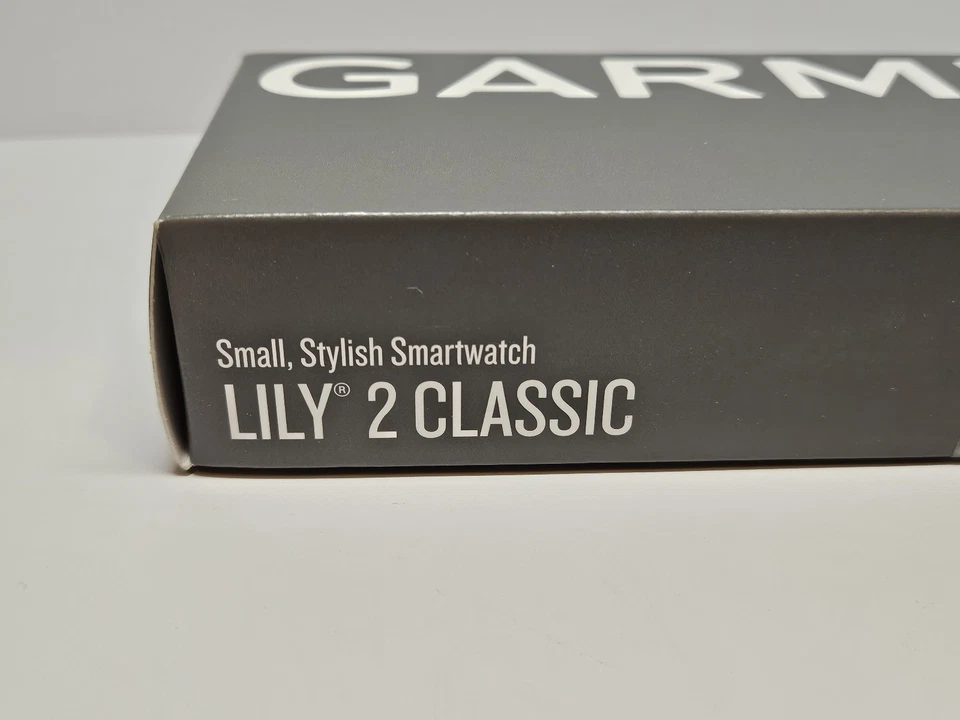 GARM
Small, Stylish Smartwatch
LILY® 2 CLASSIC